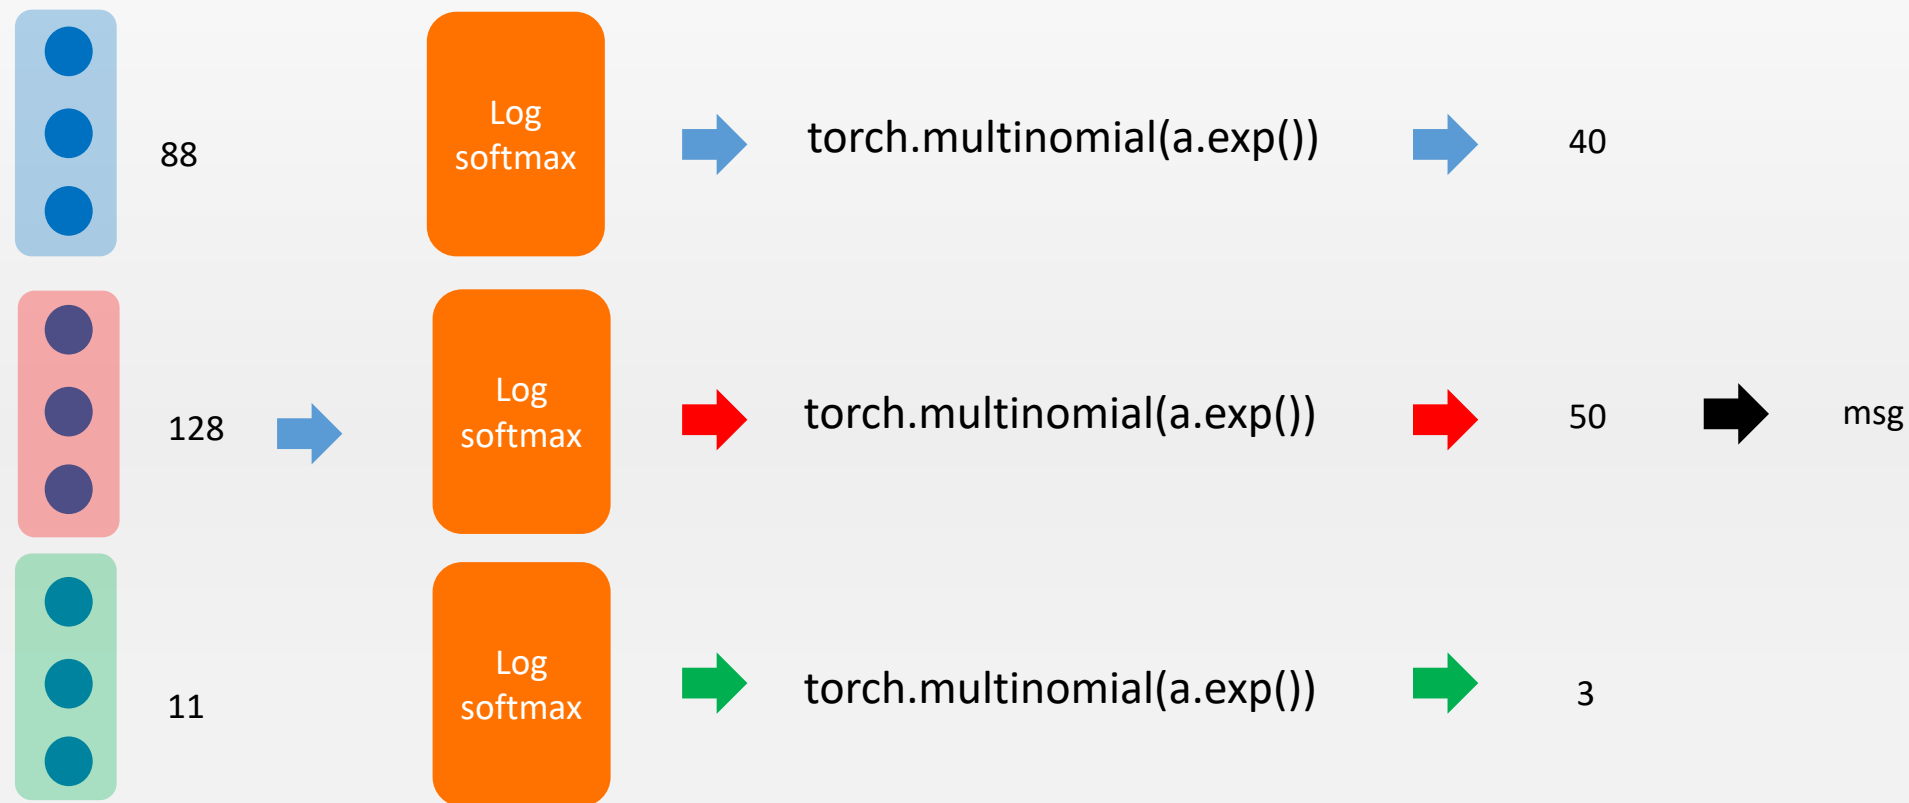 88
Log
softmax
torch.multinomial(a.exp())
40
128
Log
softmax
torch.multinomial(a.exp())
50
msg
11
Log
softmax
torch.multinomial(a.exp())
3